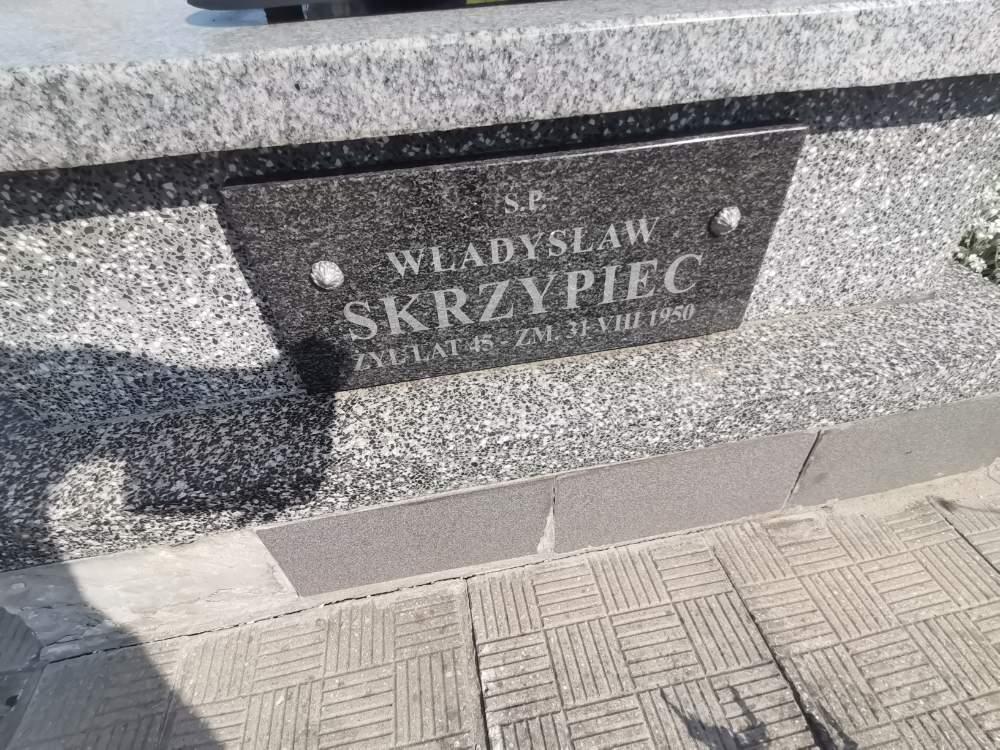 S.P.
WŁADYSŁAW
SKRZYPIEC
ŻYŁ LAT 45 - ZM. 31 VIII 1950